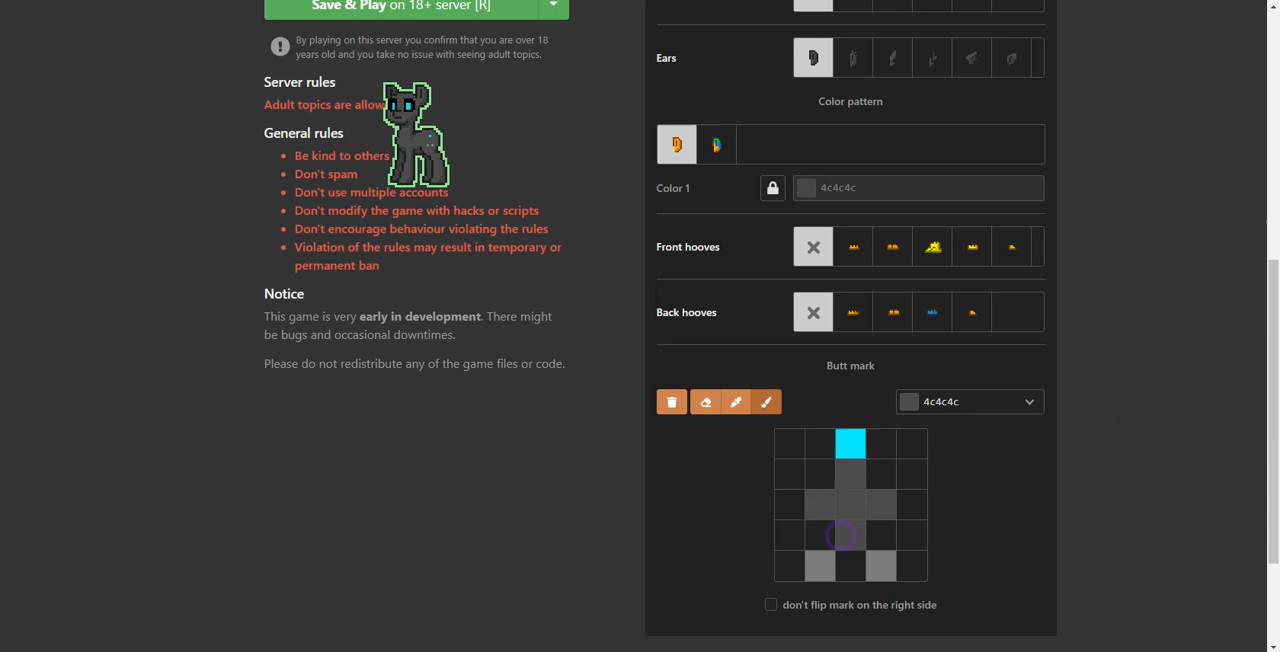 Save & Play on 18+ server [R]
By playing on this server you confirm that you are over 18
years old and you take no issue with seeing adult topics.
Server rules
Adult topics are allow
General rules
Be kind to others
Don't spam
Don't use multiple accounts
Don't modify the game with hacks or scripts
Don't encourage behaviour violating the rules
Violation of the rules may result in temporary or
permanent ban
Notice
This game is very early in development. There might
be bugs and occasional downtimes.
Please do not redistribute any of the game files or code.
Ears
Color pattern
Color 1
4c4c4c
Front hooves
Back hooves
Butt mark
4c4c4c
don't flip mark on the right side